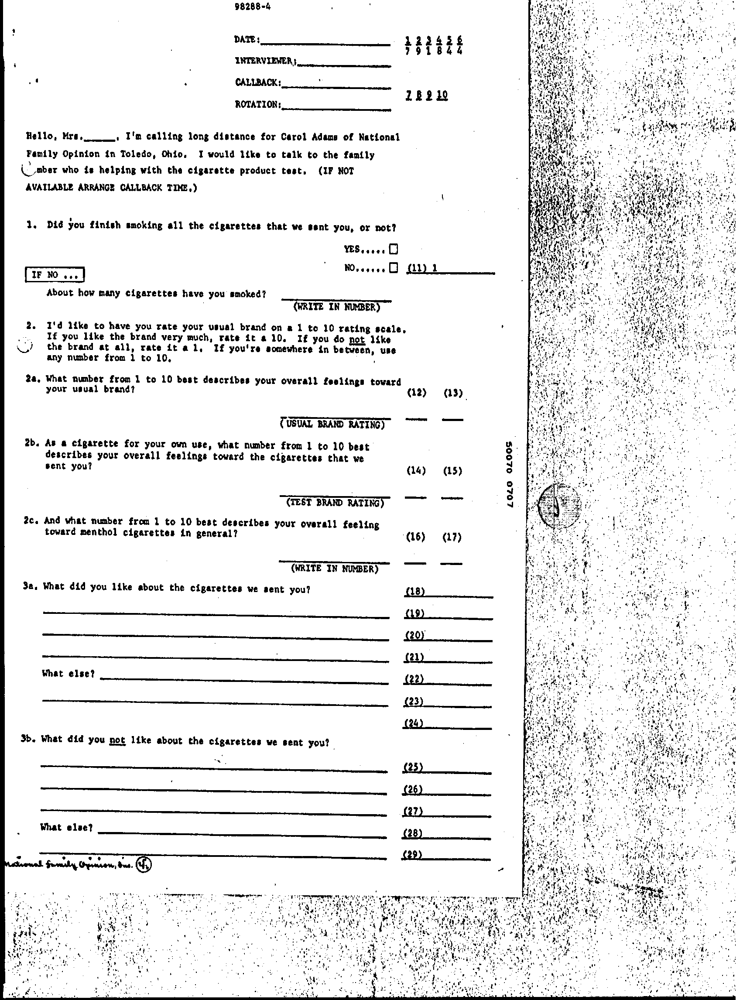 98288-4
DATE: 1 2 3 4 5 6
7 9 1 8 4 4
INTERVIEWER:
CALLBACK:
7 8 9 10
ROTATION:
Hello, Mrs.______, I'm calling long distance for Carol Adams of National
Family Opinion in Toledo, Ohio. I would like to talk to the family
mber who is helping with the cigarette product test. (IF NOT
AVAILABLE ARRANGE CALLBACK TIME.)
1. Did you finish smoking all the cigarettes that we sent you, or not?
YES..... ☐
NO...... ☐ (11) 1
IF NO ...
About how many cigarettes have you smoked?
(WRITE IN NUMBER)
2. I'd like to have you rate your usual brand on a 1 to 10 rating scale.
If you like the brand very much, rate it a 10. If you do not like
the brand at all, rate it a 1. If you're somewhere in between, use
any number from 1 to 10.
2a. What number from 1 to 10 best describes your overall feelings toward
your usual brand? (12) (13)
(USUAL BRAND RATING)
2b. As a cigarette for your own use, what number from 1 to 10 best
describes your overall feelings toward the cigarettes that we
sent you? (14) (15)
(TEST BRAND RATING)
2c. And what number from 1 to 10 best describes your overall feeling
toward menthol cigarettes in general? (16) (17)
(WRITE IN NUMBER)
3a. What did you like about the cigarettes we sent you? (18)
(19)
(20)
(21)
What else? (22)
(23)
(24)
3b. What did you not like about the cigarettes we sent you?
(25)
(26)
(27)
What else? (28)
(29)
National Family Opinion, Inc.
50070 0707